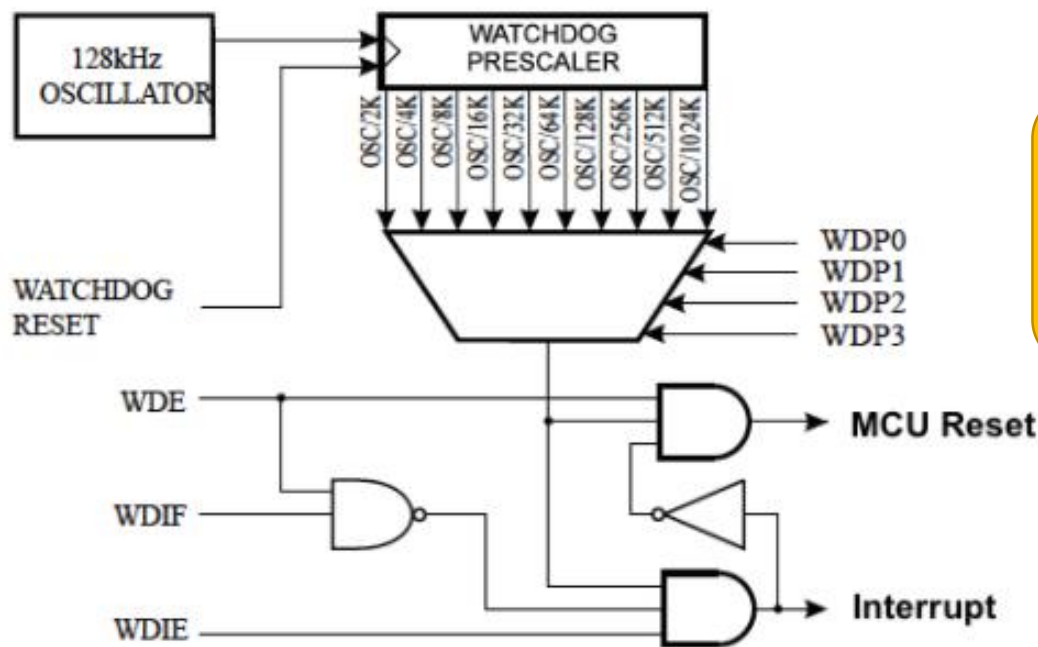 128kHz
OSCILLATOR
WATCHDOG
PRESCALER
OSC/2K
OSC/4K
OSC/8K
OSC/16K
OSC/32K
OSC/64K
OSC/128K
OSC/256K
OSC/512K
OSC/1024K
WDP0
WDP1
WDP2
WDP3
WATCHDOG
RESET
WDE
MCU Reset
WDIF
Interrupt
WDIE